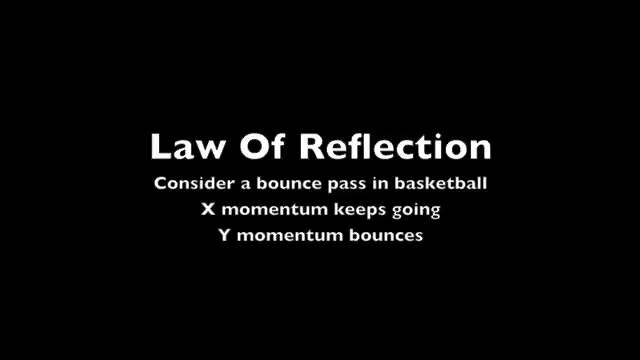 Law Of Reflection
Consider a bounce pass in basketball
X momentum keeps going
Y momentum bounces